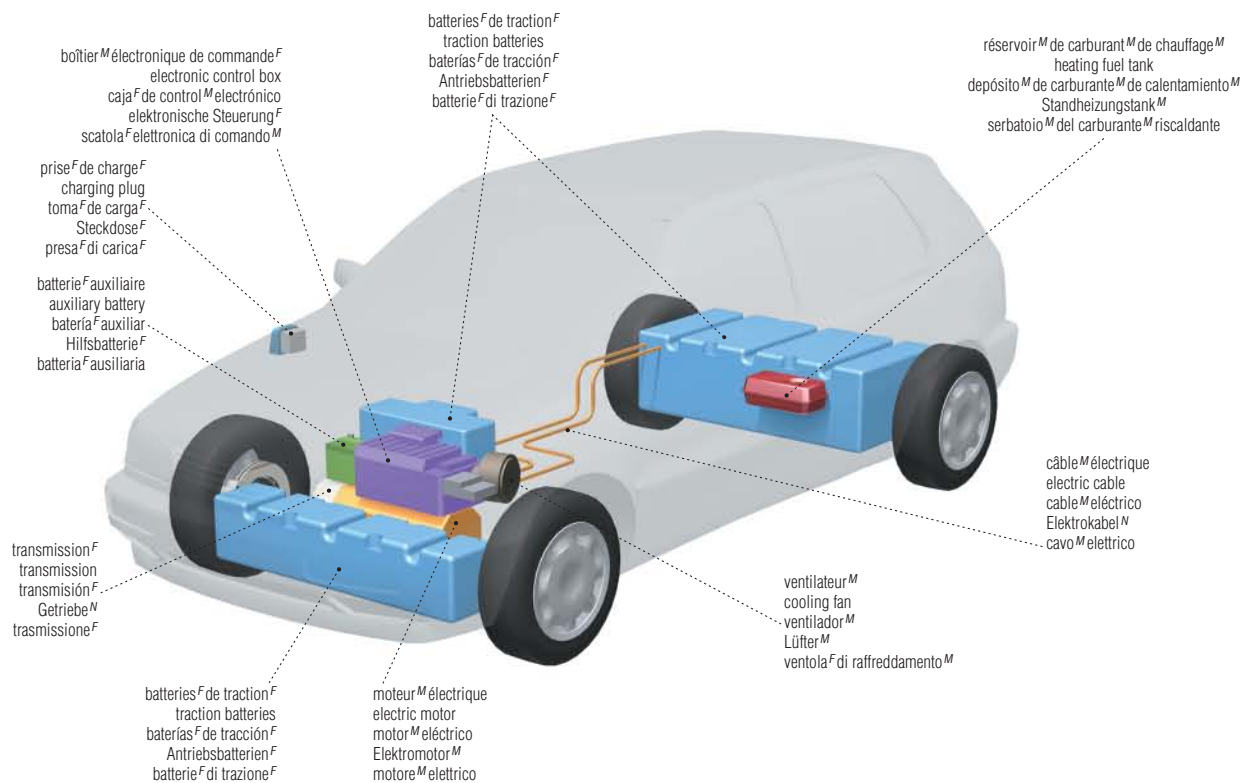 batteries F de traction F
traction batteries
baterías F de tracción F
Antriebsbatterien F
batterie F di trazione F
boîtier M électronique de commande F
electronic control box
caja F de control M electrónico
elektronische Steuerung F
scatola F elettronica di comando M
réservoir M de carburant M de chauffage M
heating fuel tank
depósito M de carburante M de calentamiento M
Standheizungstank M
serbatoio M del carburante M riscaldante
prise F de charge F
charging plug
toma F de carga F
Steckdose F
presa F di carica F
batterie F auxiliaire
auxiliary battery
batería F auxiliar
Hilfsbatterie F
batteria F ausiliaria
câble M électrique
electric cable
cable M eléctrico
Elektrokabel N
cavo M elettrico
transmission F
transmission
transmisión F
Getriebe N
trasmissione F
ventilateur M
cooling fan
ventilador M
Lüfter M
ventola F di raffreddamento M
batteries F de traction F
traction batteries
baterías F de tracción F
Antriebsbatterien F
batterie F di trazione F
moteur M électrique
electric motor
motor M eléctrico
Elektromotor M
motore M elettrico